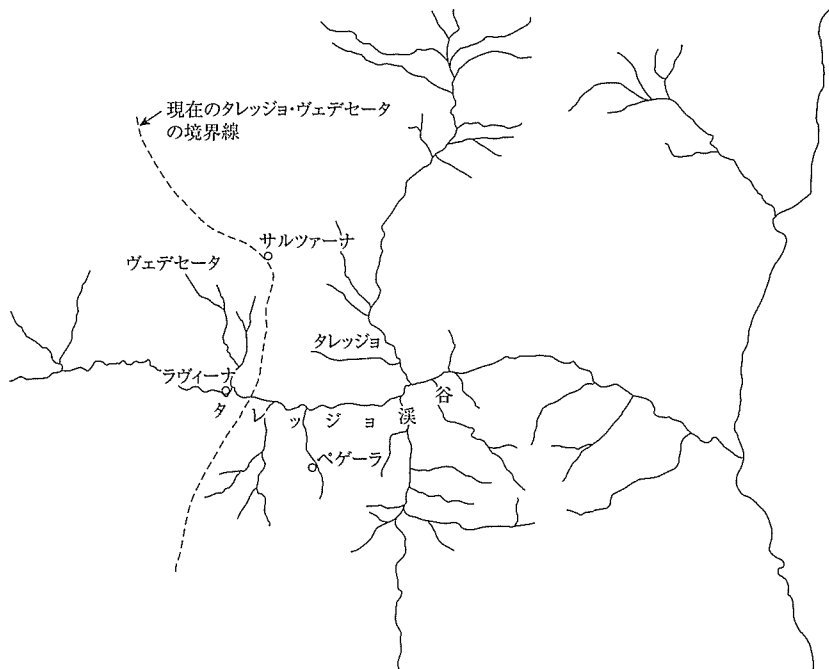 現在のタレッジョ・ヴェデセータ
の境界線
サルツァーナ
ヴェデセータ
タレッジョ
ラヴィーナ
タレッジョ渓谷
ペゲーラ